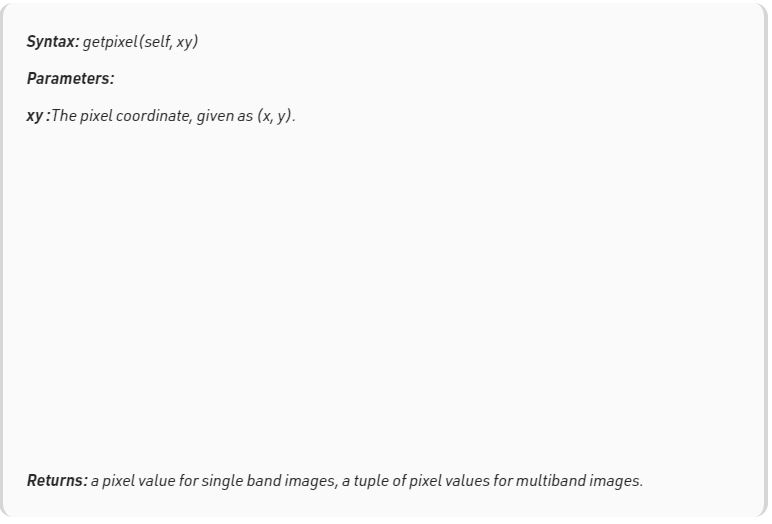 Syntax: getpixel(self, xy)
Parameters:
xy :The pixel coordinate, given as (x, y).
Returns: a pixel value for single band images, a tuple of pixel values for multiband images.